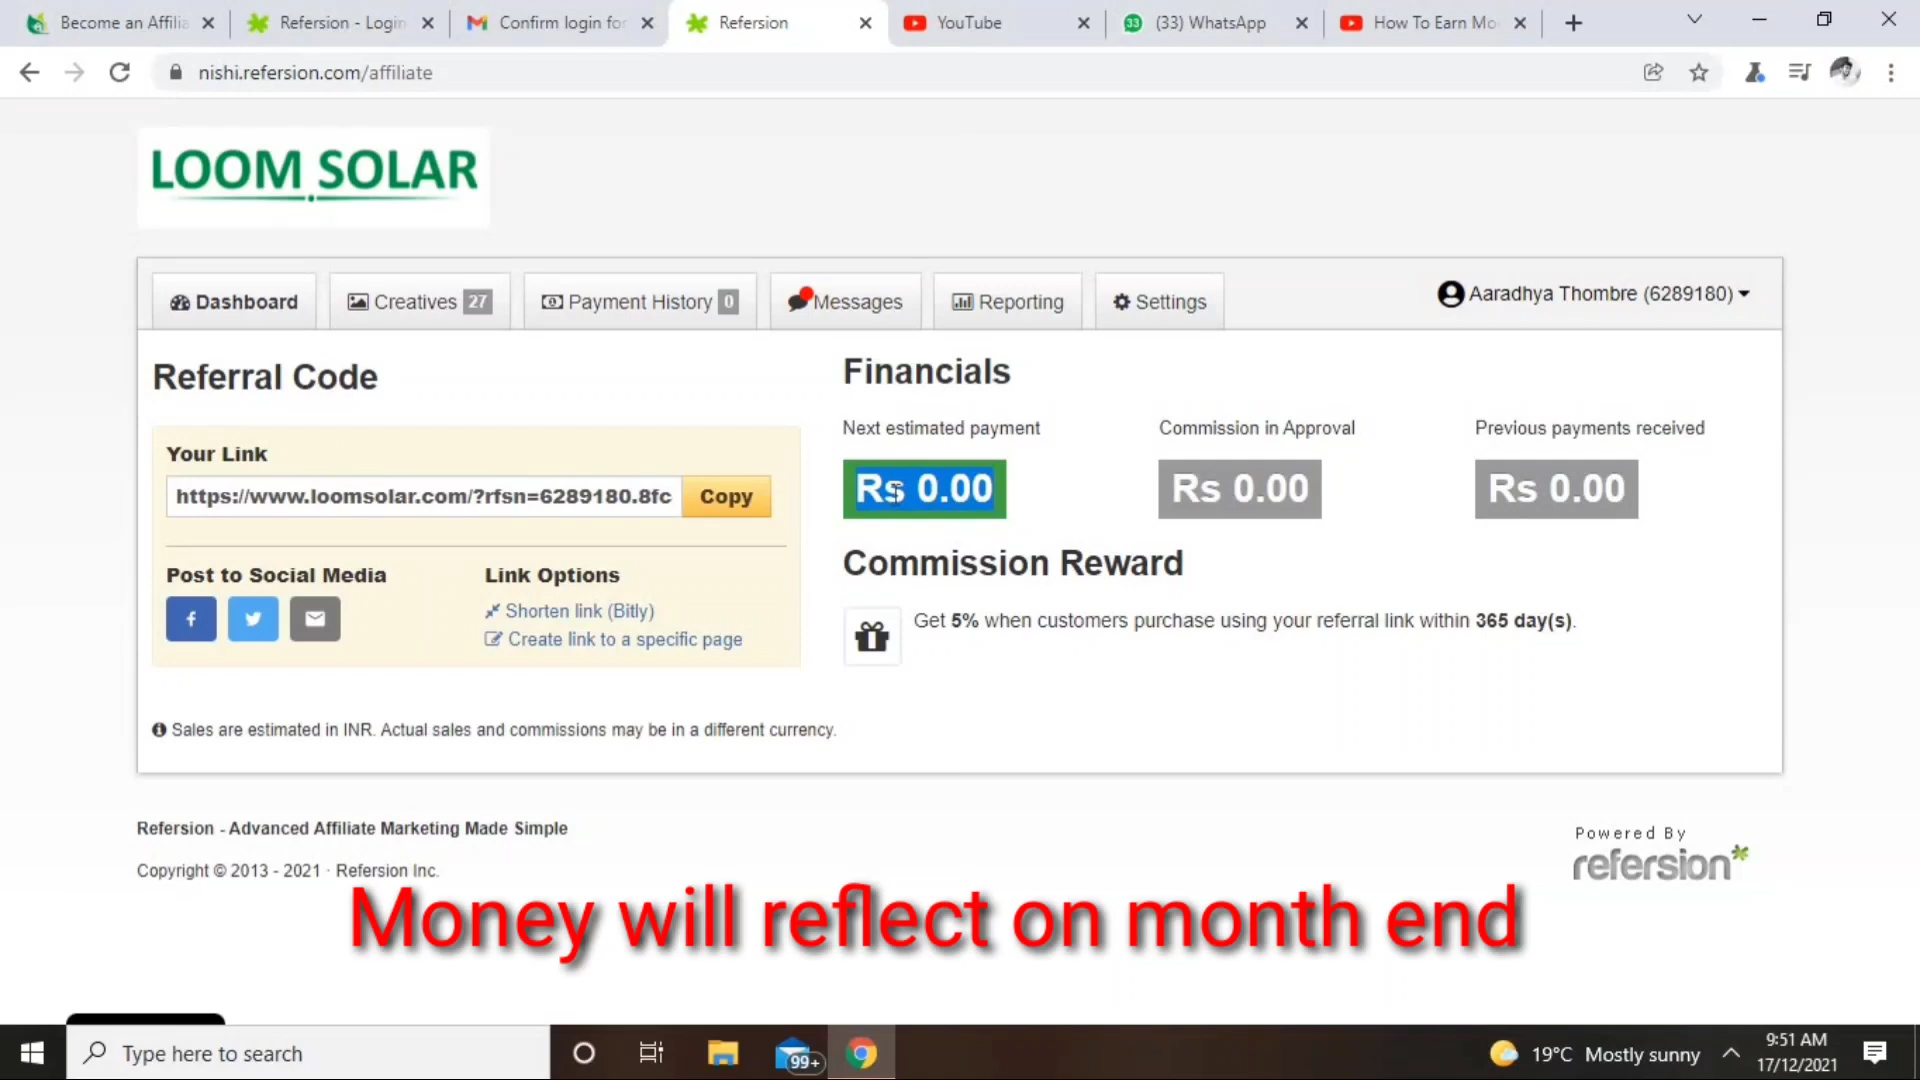 Become an Affilia
Refersion - Login
Confirm login for
Refersion
YouTube
33
(33) WhatsApp
How To Earn Mo
nishi.refersion.com/affiliate
LOOM SOLAR
Dashboard
Creatives 27
Payment History 0
Messages
Reporting
Settings
Aaradhya Thombre (6289180)
Referral Code
Your Link
https://www.loomsolar.com/?rfsn=6289180.8fc
Copy
Post to Social Media
Link Options
Shorten link (Bitly)
Create link to a specific page
Financials
Next estimated payment
Rs 0.00
Commission in Approval
Rs 0.00
Previous payments received
Rs 0.00
Commission Reward
Get 5% when customers purchase using your referral link within 365 day(s).
Sales are estimated in INR. Actual sales and commissions may be in a different currency.
Refersion - Advanced Affiliate Marketing Made Simple
Copyright © 2013 - 2021 · Refersion Inc.
Powered By
refersion
Money will reflect on month end
Type here to search
99+
19°C Mostly sunny
9:51 AM
17/12/2021